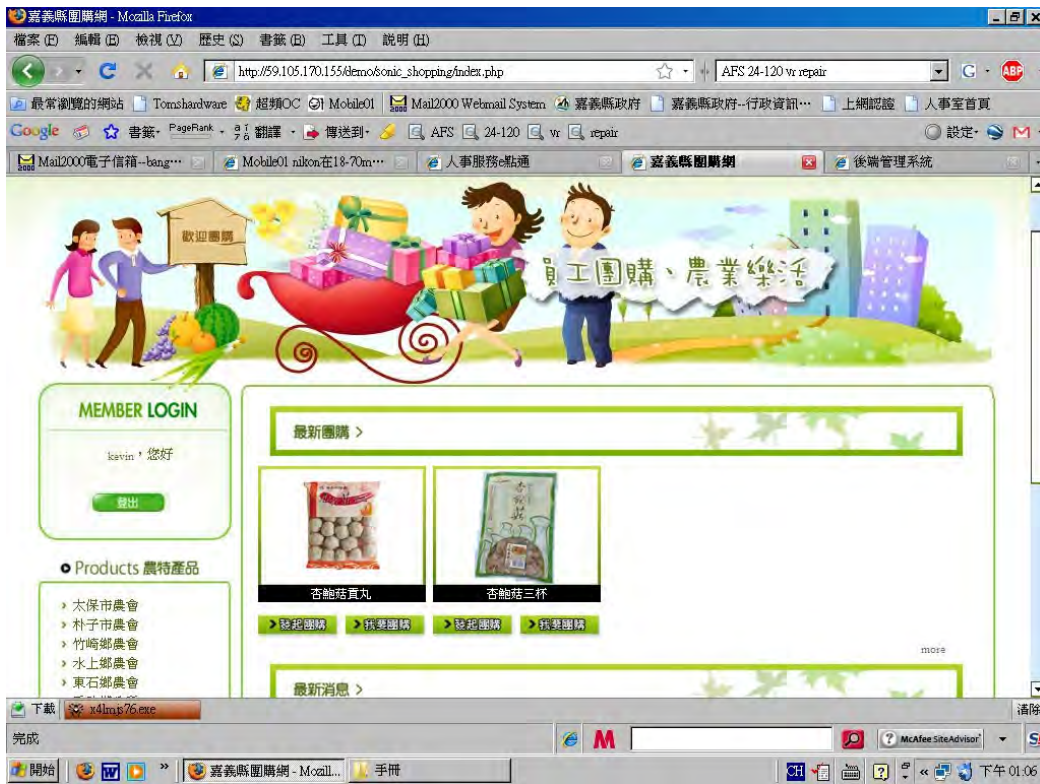 嘉義縣團購網 - Mozilla Firefox
檔案(F) 編輯(E) 檢視(V) 歷史(S) 書籤(B) 工具(T) 說明(H)
http://59.105.170.155/demo/sonic_shopping/index.php
AFS 24-120 vr repair
ABP
最常瀏覽的網站 Tomshardware 超頻OC Mobile01 Mail2000 Webmail System 嘉義縣政府 嘉義縣政府--行政資訊… 上網認證 人事室首頁
Google 書籤 PageRank 翻譯 傳送到 AFS 24-120 vr repair 設定
Mail2000電子信箱--bang… Mobile01 nikon在18-70m… 人事服務e點通 嘉義縣團購網 後端管理系統
歡迎團購
員工團購、農業樂活
MEMBER LOGIN
kevin,您好
登出
最新團購 >
杏鮑菇貢丸 杏鮑菇三杯
發起團購 我要團購 發起團購 我要團購
more
Products 農特產品
太保市農會
朴子市農會
竹崎鄉農會
水上鄉農會
東石鄉農會
最新消息 >
下載 x4lmjs76.exe 清除
完成
McAfee SiteAdvisor
開始 嘉義縣團購網 - Mozill... 手冊 CH 下午 01:06